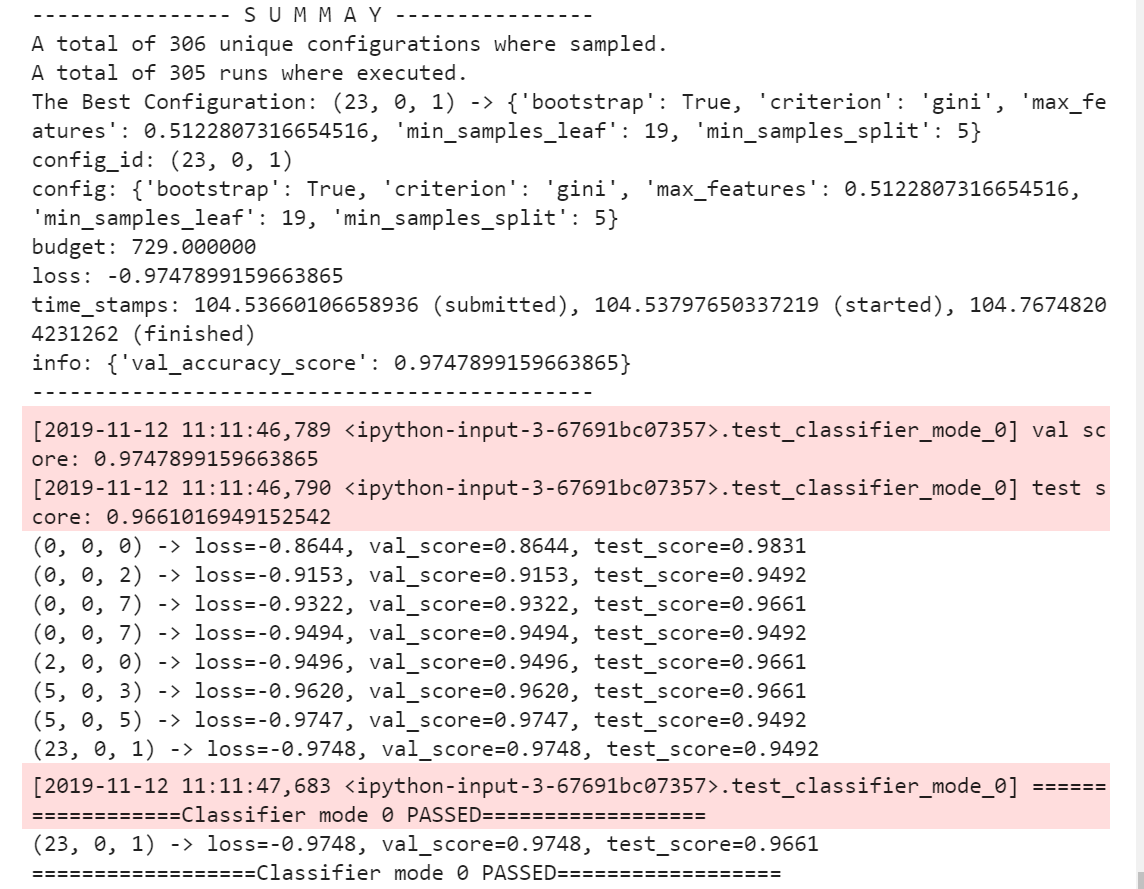 ---------------- S U M M A Y ----------------
A total of 306 unique configurations where sampled.
A total of 305 runs where executed.
The Best Configuration: (23, 0, 1) -> {'bootstrap': True, 'criterion': 'gini', 'max_fe
atures': 0.5122807316654516, 'min_samples_leaf': 19, 'min_samples_split': 5}
config_id: (23, 0, 1)
config: {'bootstrap': True, 'criterion': 'gini', 'max_features': 0.5122807316654516,
'min_samples_leaf': 19, 'min_samples_split': 5}
budget: 729.000000
loss: -0.9747899159663865
time_stamps: 104.53660106658936 (submitted), 104.53797650337219 (started), 104.7674820
4231262 (finished)
info: {'val_accuracy_score': 0.9747899159663865}
---------------------------------------------
[2019-11-12 11:11:46,789 <ipython-input-3-67691bc07357>.test_classifier_mode_0] val sc
ore: 0.9747899159663865
[2019-11-12 11:11:46,790 <ipython-input-3-67691bc07357>.test_classifier_mode_0] test s
core: 0.9661016949152542
(0, 0, 0) -> loss=-0.8644, val_score=0.8644, test_score=0.9831
(0, 0, 2) -> loss=-0.9153, val_score=0.9153, test_score=0.9492
(0, 0, 7) -> loss=-0.9322, val_score=0.9322, test_score=0.9661
(0, 0, 7) -> loss=-0.9494, val_score=0.9494, test_score=0.9492
(2, 0, 0) -> loss=-0.9496, val_score=0.9496, test_score=0.9661
(5, 0, 3) -> loss=-0.9620, val_score=0.9620, test_score=0.9661
(5, 0, 5) -> loss=-0.9747, val_score=0.9747, test_score=0.9492
(23, 0, 1) -> loss=-0.9748, val_score=0.9748, test_score=0.9492
[2019-11-12 11:11:47,683 <ipython-input-3-67691bc07357>.test_classifier_mode_0] ======
============Classifier mode 0 PASSED==================
(23, 0, 1) -> loss=-0.9748, val_score=0.9748, test_score=0.9661
==================Classifier mode 0 PASSED==================